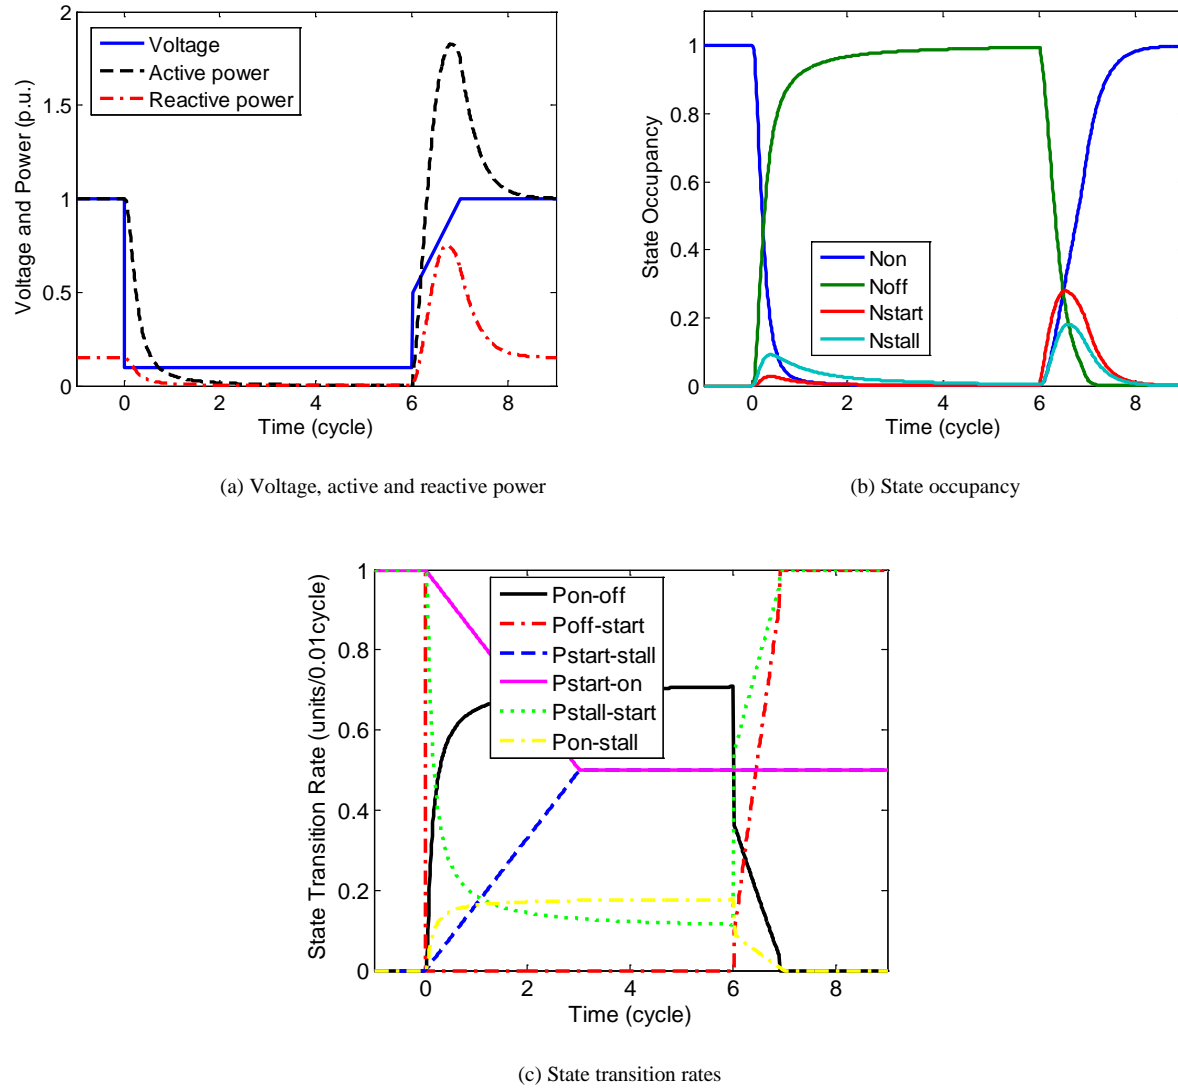 2
1.5
1
0.5
0
Voltage and Power (p.u.)
Voltage
Active power
Reactive power
0 2 4 6 8
Time (cycle)
(a) Voltage, active and reactive power
1
0.8
0.6
0.4
0.2
0
State Occupancy
Non
Noff
Nstart
Nstall
0 2 4 6 8
Time (cycle)
(b) State occupancy
1
0.8
0.6
0.4
0.2
0
State Transition Rate (units/0.01cycle)
Pon-off
Poff-start
Pstart-stall
Pstart-on
Pstall-start
Pon-stall
0 2 4 6 8
Time (cycle)
(c) State transition rates